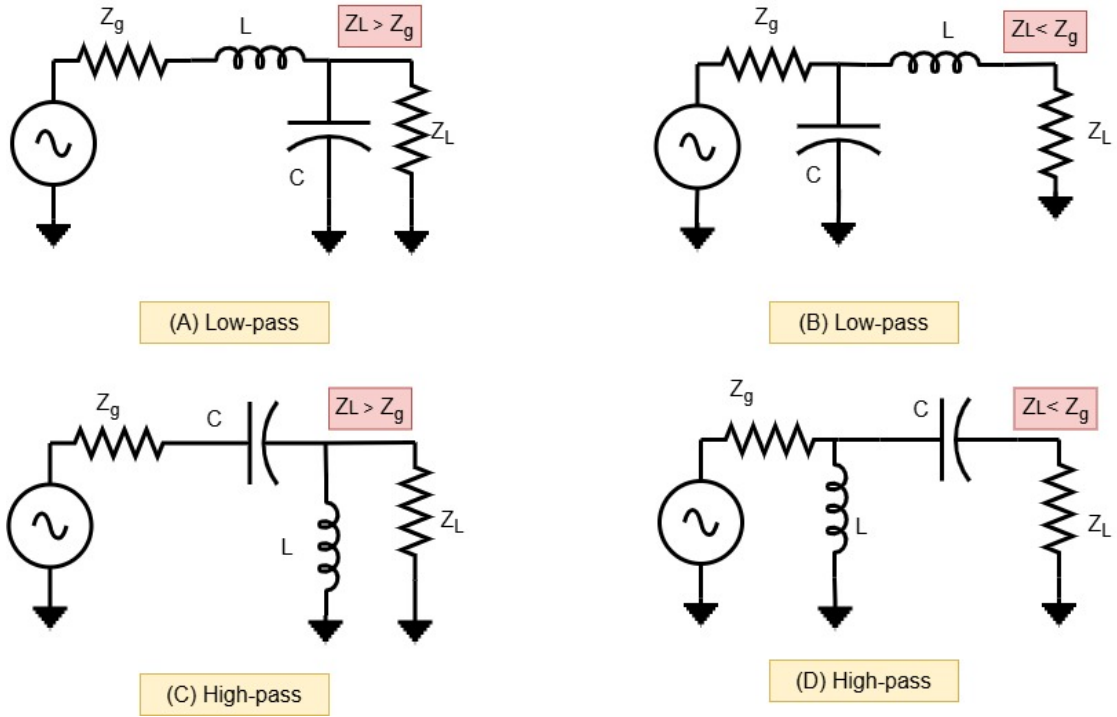 Zg
L
ZL > Zg
C
ZL
(A) Low-pass
Zg
L
ZL< Zg
C
ZL
(B) Low-pass
Zg
C
ZL > Zg
L
ZL
(C) High-pass
Zg
C
ZL< Zg
L
ZL
(D) High-pass